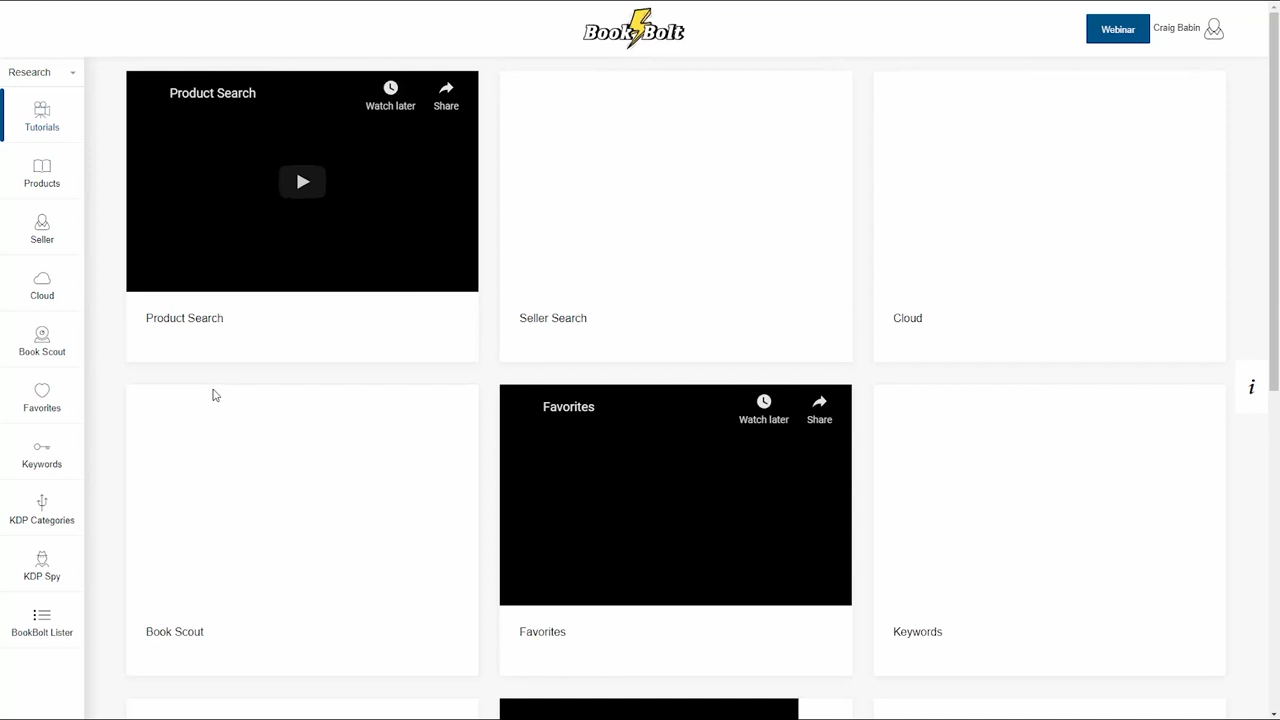 Book Bolt
Webinar
Craig Babin
Research
Tutorials
Products
Seller
Cloud
Book Scout
Favorites
Keywords
KDP Categories
KDP Spy
BookBolt Lister
Product Search
Watch later
Share
Product Search
Seller Search
Cloud
Favorites
Watch later
Share
Book Scout
Favorites
Keywords
i